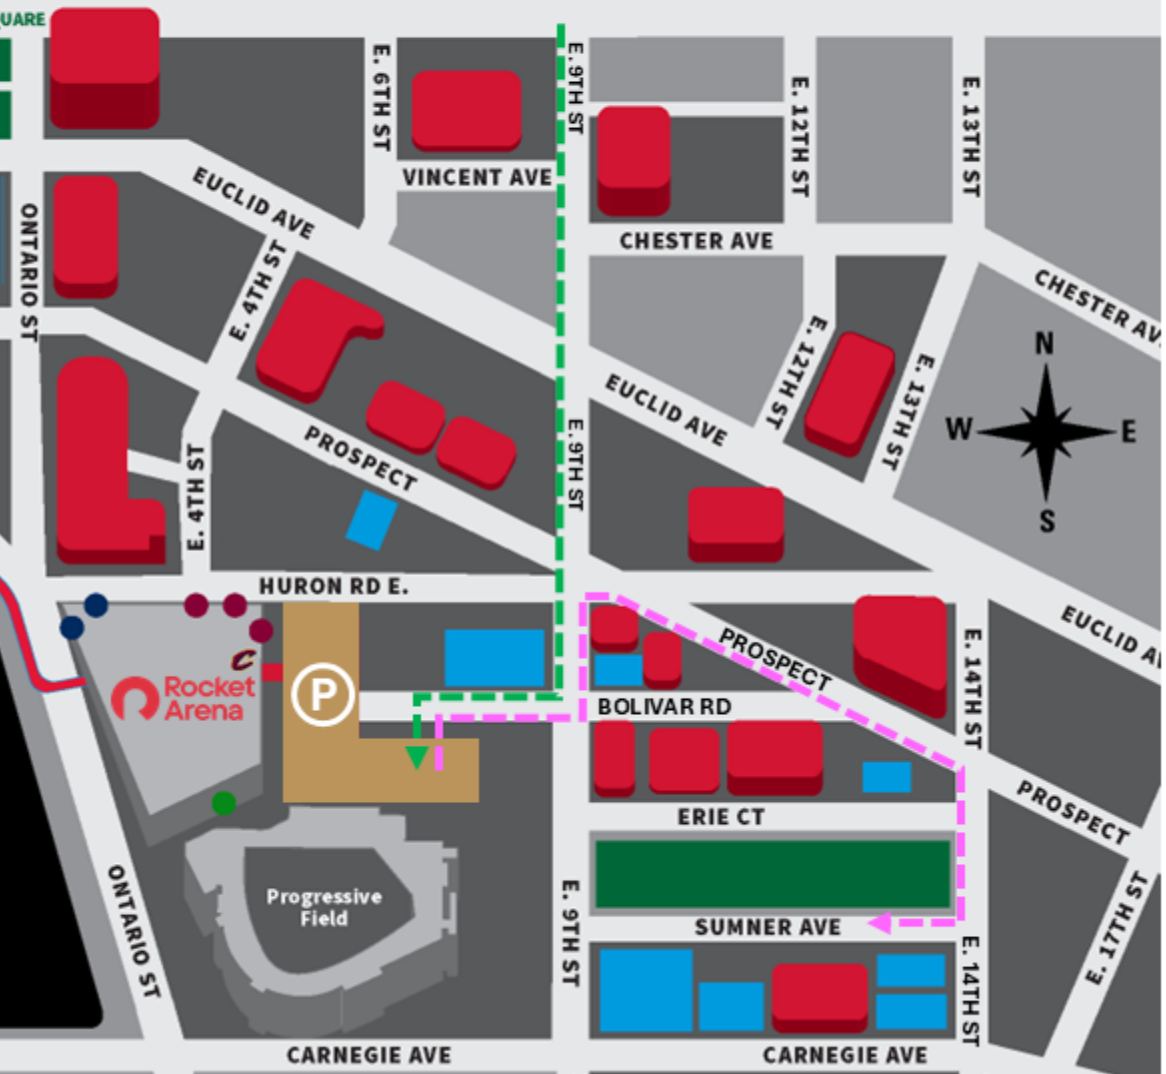 UARE
E. 6TH ST
E. 9TH ST
E. 12TH ST
E. 13TH ST
VINCENT AVE
EUCLID AVE
ONTARIO ST
CHESTER AVE
E. 4TH ST
CHESTER AV
N
W
E
S
E. 12TH ST
E. 13TH ST
EUCLID AVE
PROSPECT
E. 9TH ST
E. 4TH ST
HURON RD E.
EUCLID A
PROSPECT
E. 14TH ST
C
Rocket
Arena
P
BOLIVAR RD
PROSPECT
ERIE CT
ONTARIO ST
Progressive
Field
E. 9TH ST
SUMNER AVE
E. 17TH ST
E. 14TH ST
CARNEGIE AVE
CARNEGIE AVE